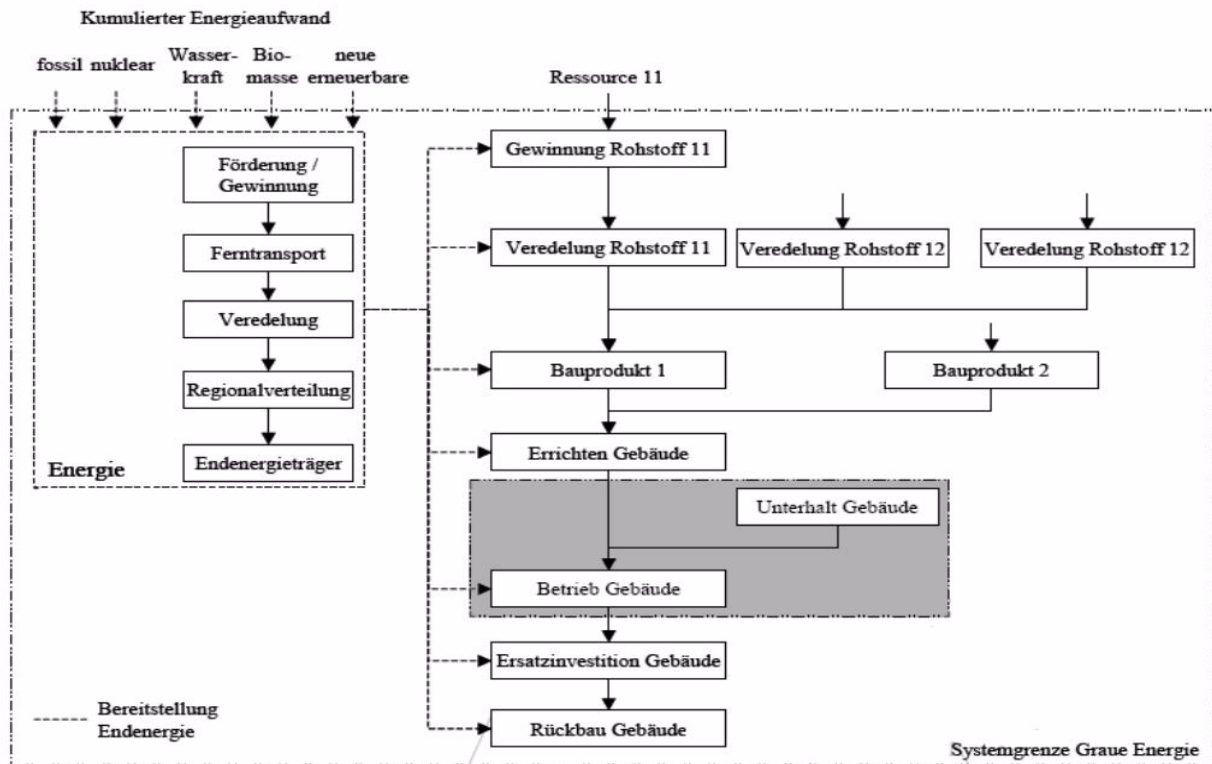 Kumulierter Energieaufwand
fossil nuklear Wasser-
kraft Bio-
masse neue
erneuerbare
Ressource 11
Gewinnung Rohstoff 11
Förderung /
Gewinnung
Ferntransport
Veredelung Rohstoff 11
Veredelung Rohstoff 12
Veredelung Rohstoff 12
Veredelung
Bauprodukt 1
Bauprodukt 2
Regionalverteilung
Errichten Gebäude
Endenergieträger
Energie
Unterhalt Gebäude
Betrieb Gebäude
Ersatzinvestition Gebäude
Bereitstellung
Endenergie
Rückbau Gebäude
Systemgrenze Graue Energie